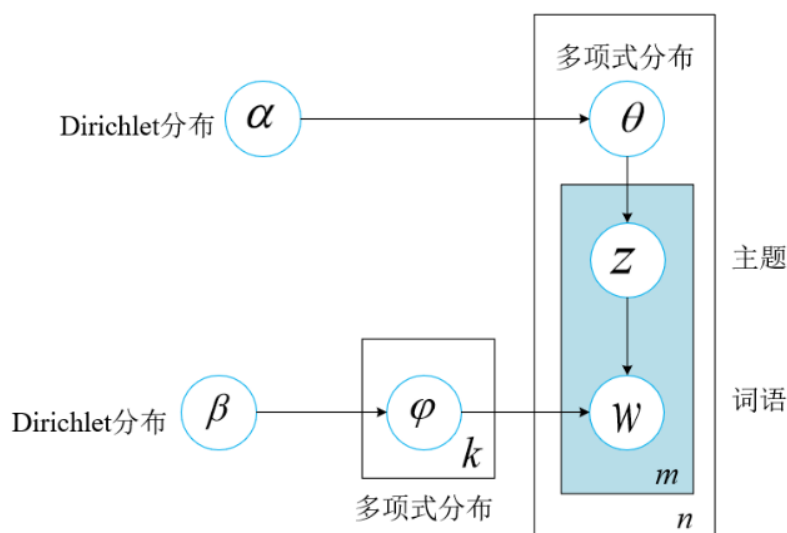 多项式分布
Dirichlet分布
α
θ
z
主题
Dirichlet分布
β
φ
w
词语
k
m
多项式分布
n